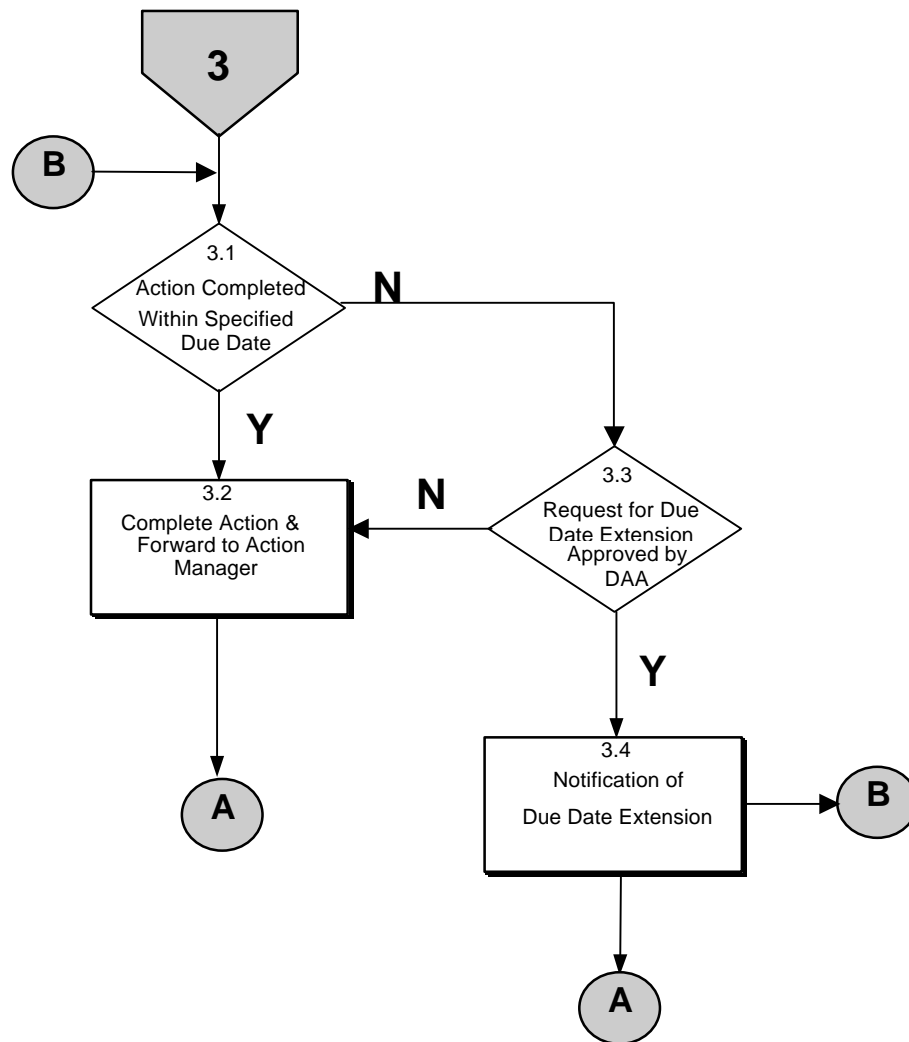 3
B
3.1
Action Completed
Within Specified
Due Date
N
Y
3.2
Complete Action &
Forward to Action
Manager
N
3.3
Request for Due
Date Extension
Approved by
DAA
Y
3.4
Notification of
Due Date Extension
B
A
A